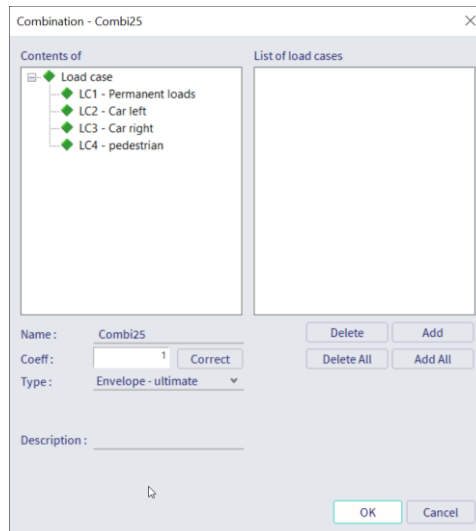 Combination - Combi25
Contents of
List of load cases
Load case
LC1 - Permanent loads
LC2 - Car left
LC3 - Car right
LC4 - pedestrian
Name :
Combi25
Delete
Add
Coeff :
1
Correct
Delete All
Add All
Type :
Envelope - ultimate
Description :
OK
Cancel